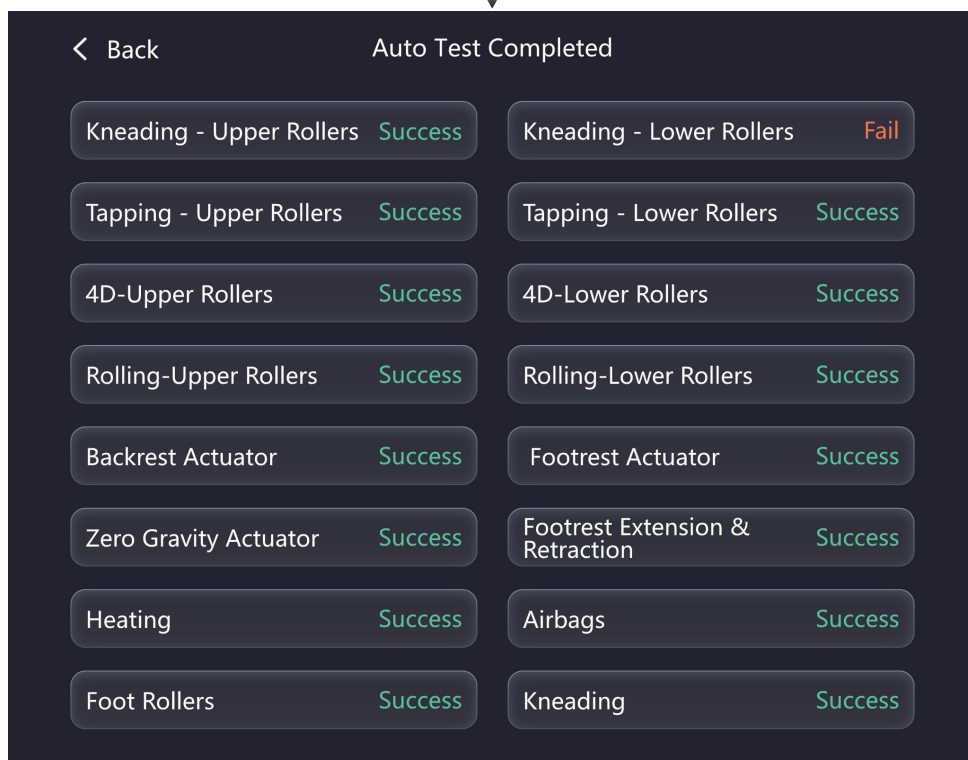 Back
Auto Test Completed
Kneading - Upper Rollers Success
Kneading - Lower Rollers Fail
Tapping - Upper Rollers Success
Tapping - Lower Rollers Success
4D-Upper Rollers Success
4D-Lower Rollers Success
Rolling-Upper Rollers Success
Rolling-Lower Rollers Success
Backrest Actuator Success
Footrest Actuator Success
Zero Gravity Actuator Success
Footrest Extension &
Retraction Success
Heating Success
Airbags Success
Foot Rollers Success
Kneading Success